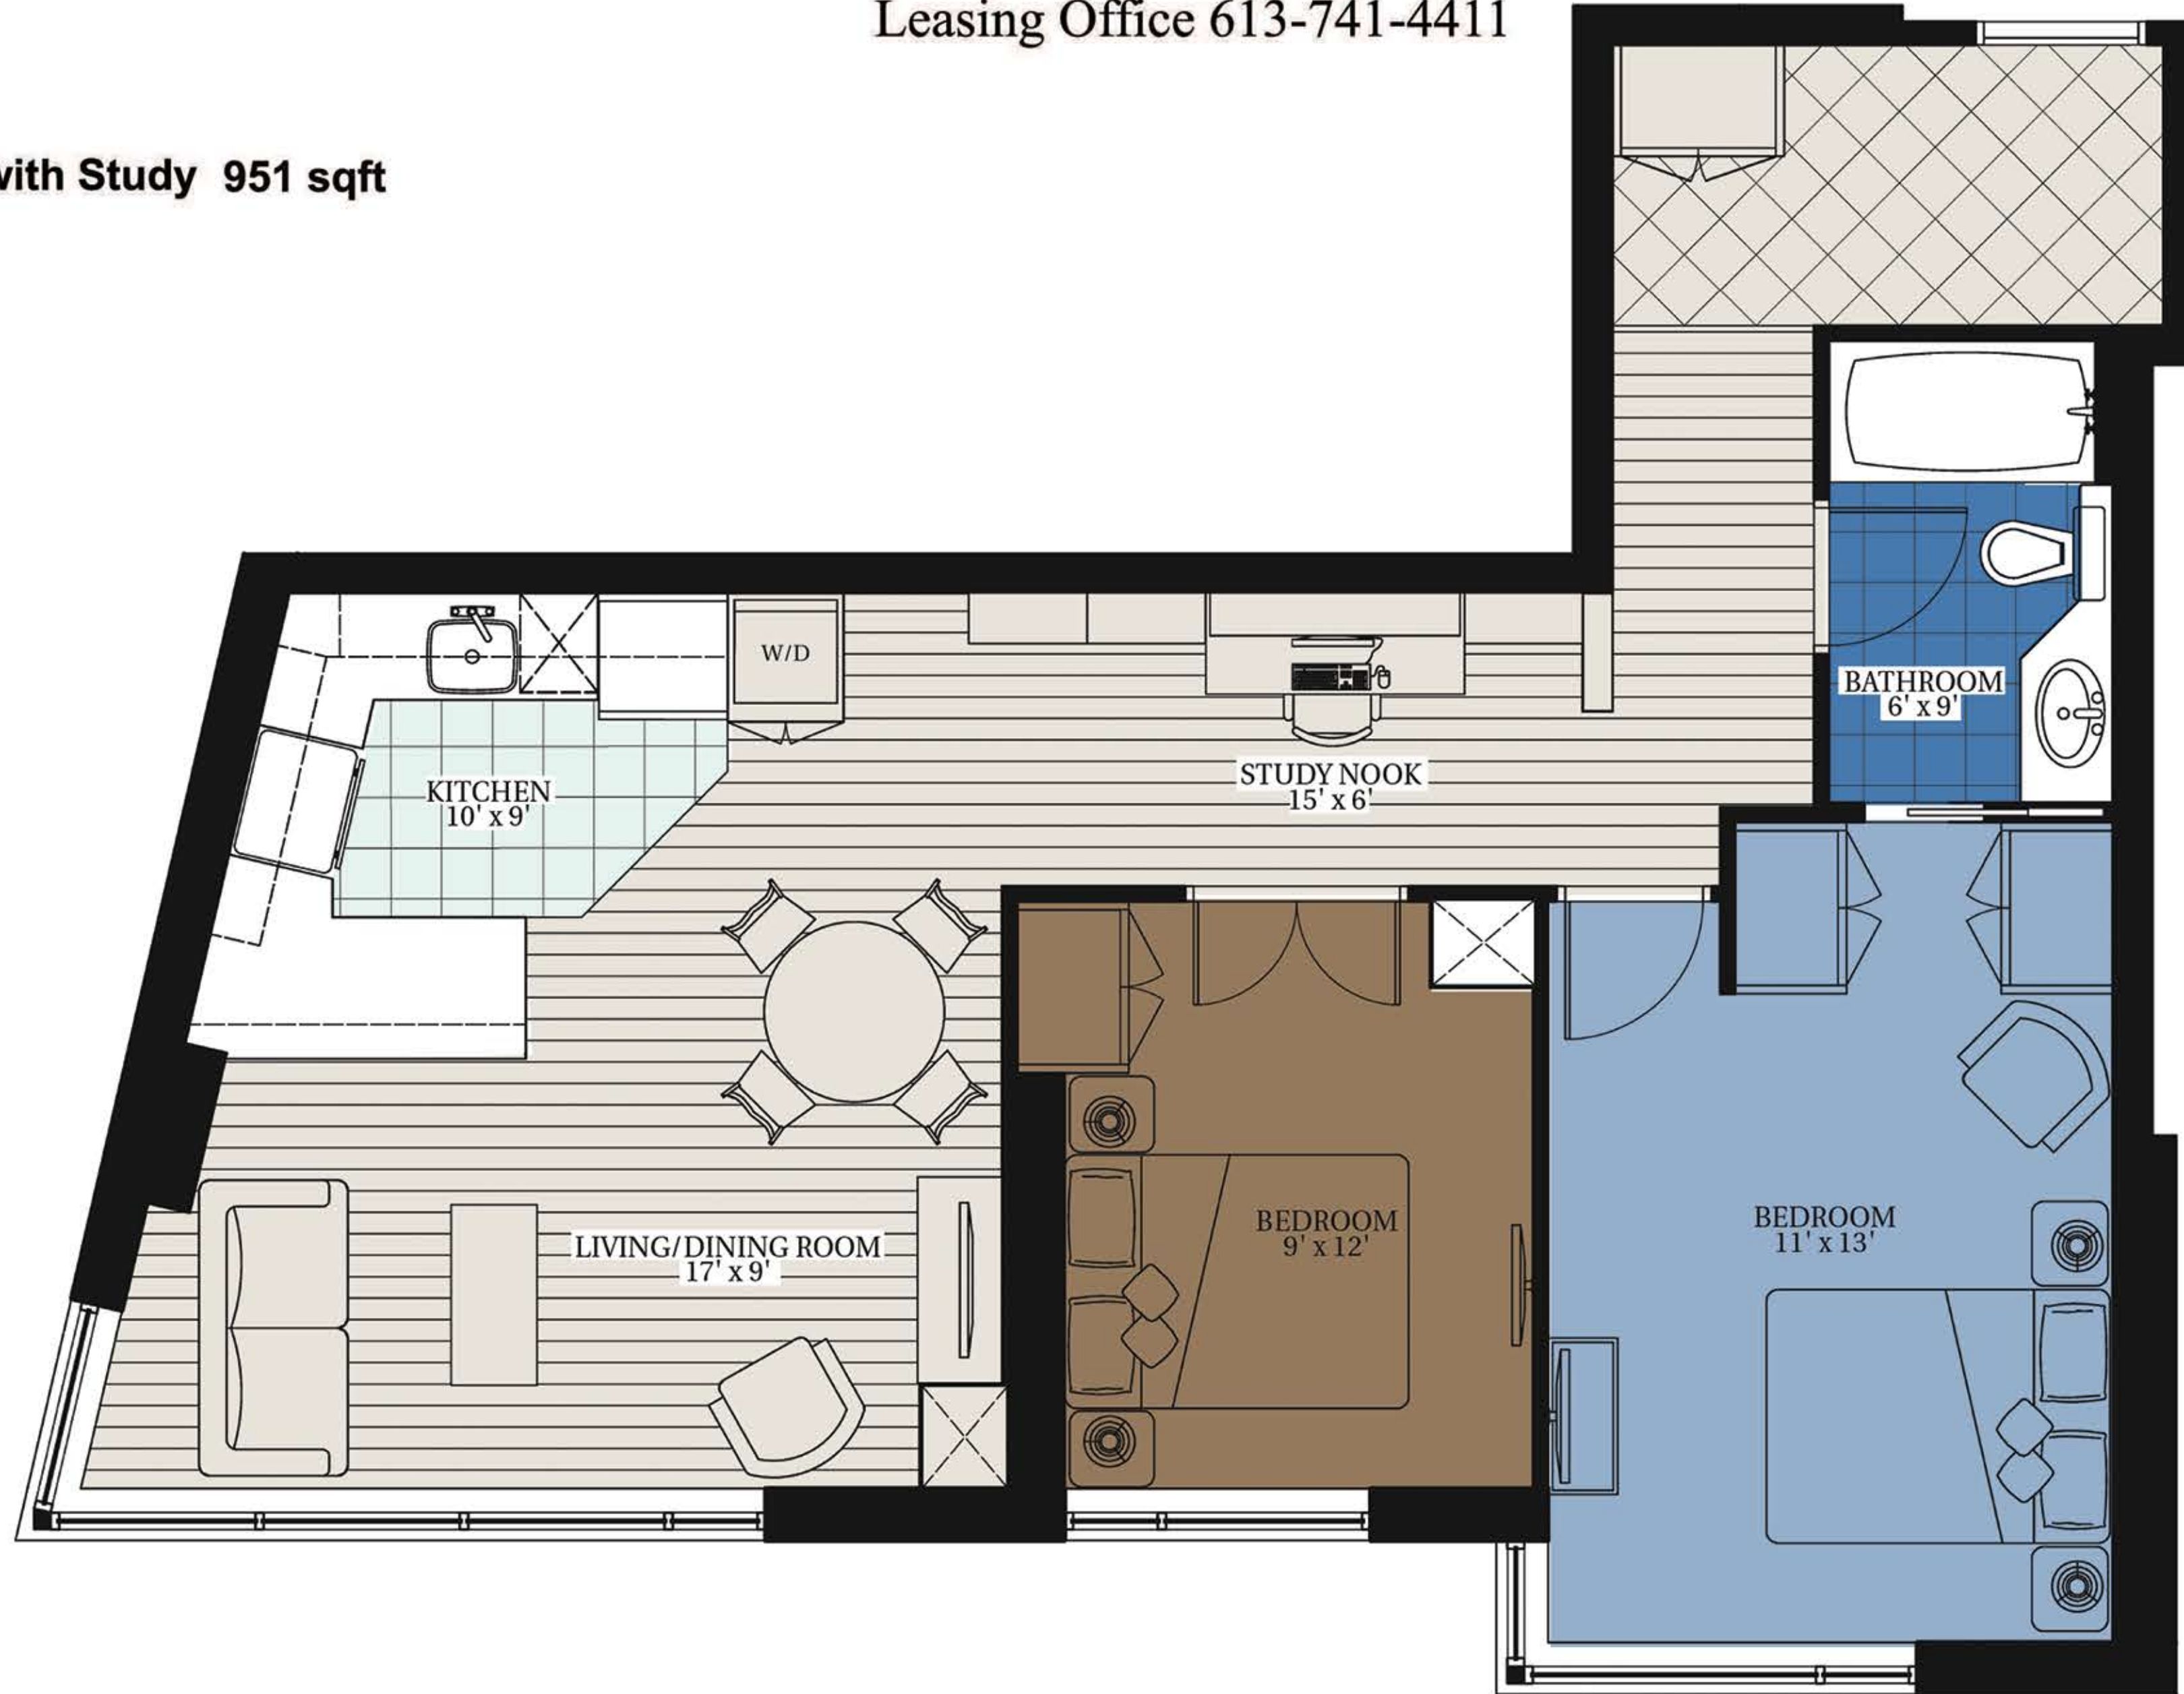 Leasing Office 613-741-4411
with Study 951 sqft
W/D
BATHROOM
6' x 9'
STUDY NOOK
15' x 6'
KITCHEN
10' x 9'
BEDROOM
9' x 12'
BEDROOM
11' x 13'
LIVING/DINING ROOM
17' x 9'